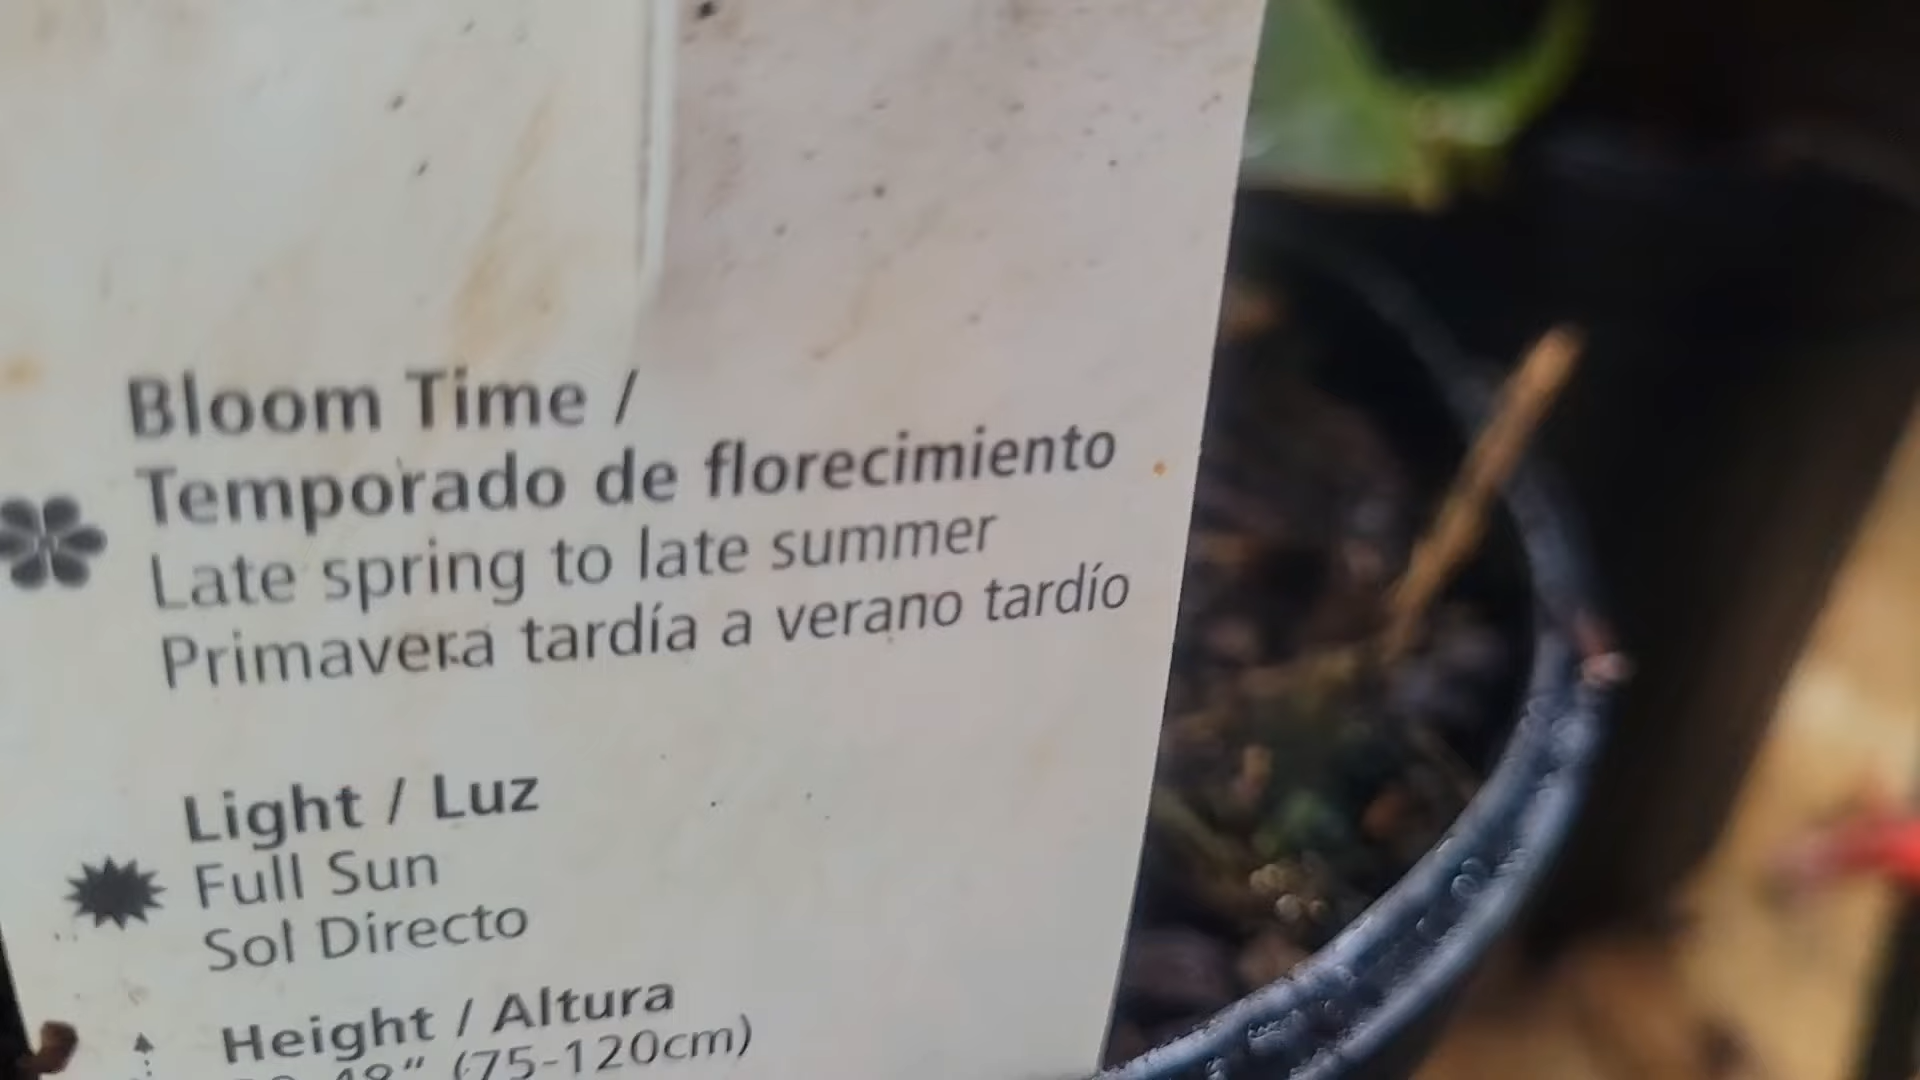 Bloom Time /
Temporado de florecimiento
Late spring to late summer
Primavera tardía a verano tardío
Light / Luz
Full Sun
Sol Directo
Height / Altura
(75-120cm)